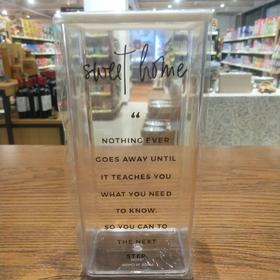 sweet home
“
NOTHING EVER
GOES AWAY UNTIL
IT TEACHES YOU
WHAT YOU NEED
TO KNOW,
SO YOU CAN TO
THE NEXT
STEP